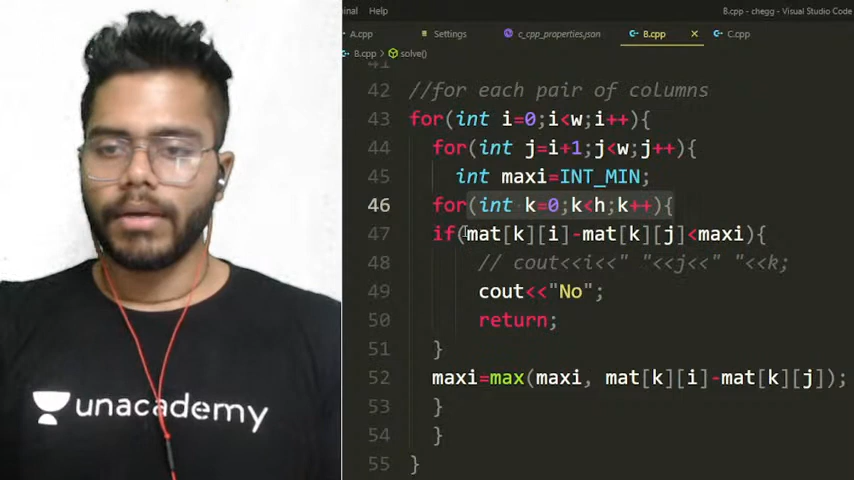 minal Help
B.cpp - chegg - Visual Studio Code
A.cpp Settings c_cpp_properties.json B.cpp × C.cpp
B.cpp > solve()
41
42 //for each pair of columns
43 for(int i=0;i<w;i++){
44 for(int j=i+1;j<w;j++){
45 int maxi=INT_MIN;
46 for(int k=0;k<h;k++){
47 if(mat[k][i]-mat[k][j]<maxi){
48 // cout<<i<<" "<<j<<" "<<k;
49 cout<<"No";
50 return;
51 }
52 maxi=max(maxi, mat[k][i]-mat[k][j]);
53 }
54 }
55 }
unacademy